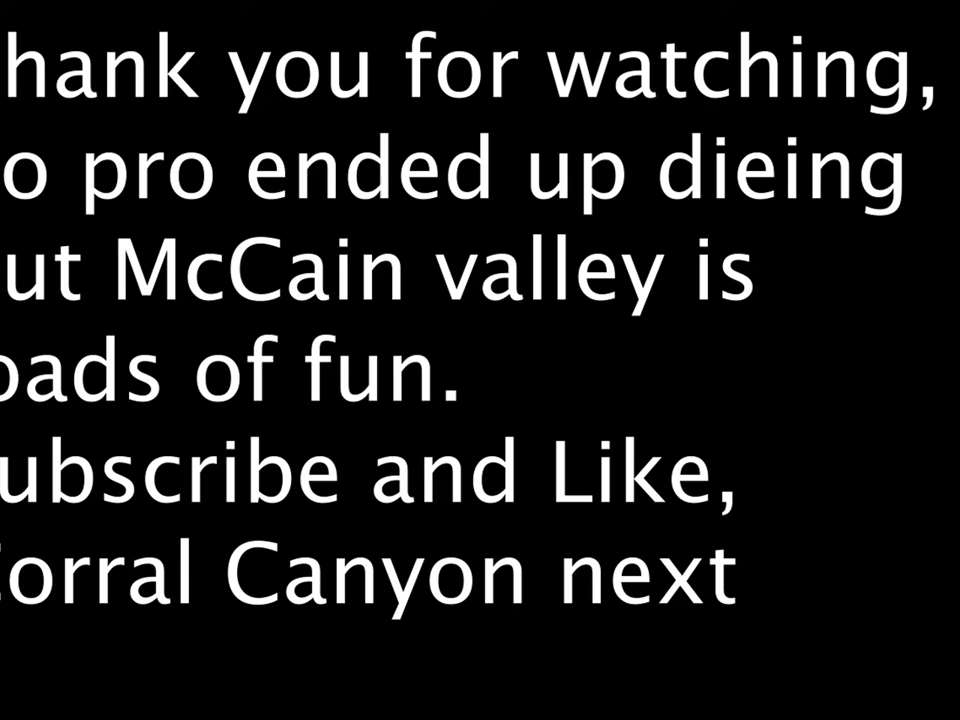 hank you for watching,
o pro ended up dieing
ut McCain valley is
oads of fun.
ubscribe and Like,
Corral Canyon next